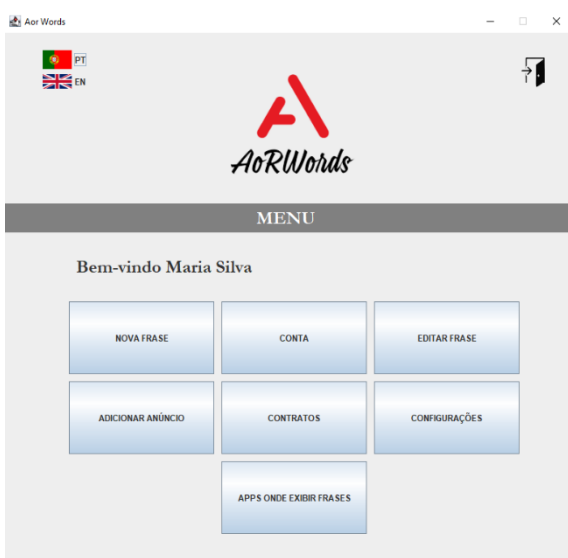 Aor Words
PT
EN
AoRWords
MENU
Bem-vindo Maria Silva
NOVA FRASE
CONTA
EDITAR FRASE
ADICIONAR ANÚNCIO
CONTRATOS
CONFIGURAÇÕES
APPS ONDE EXIBIR FRASES